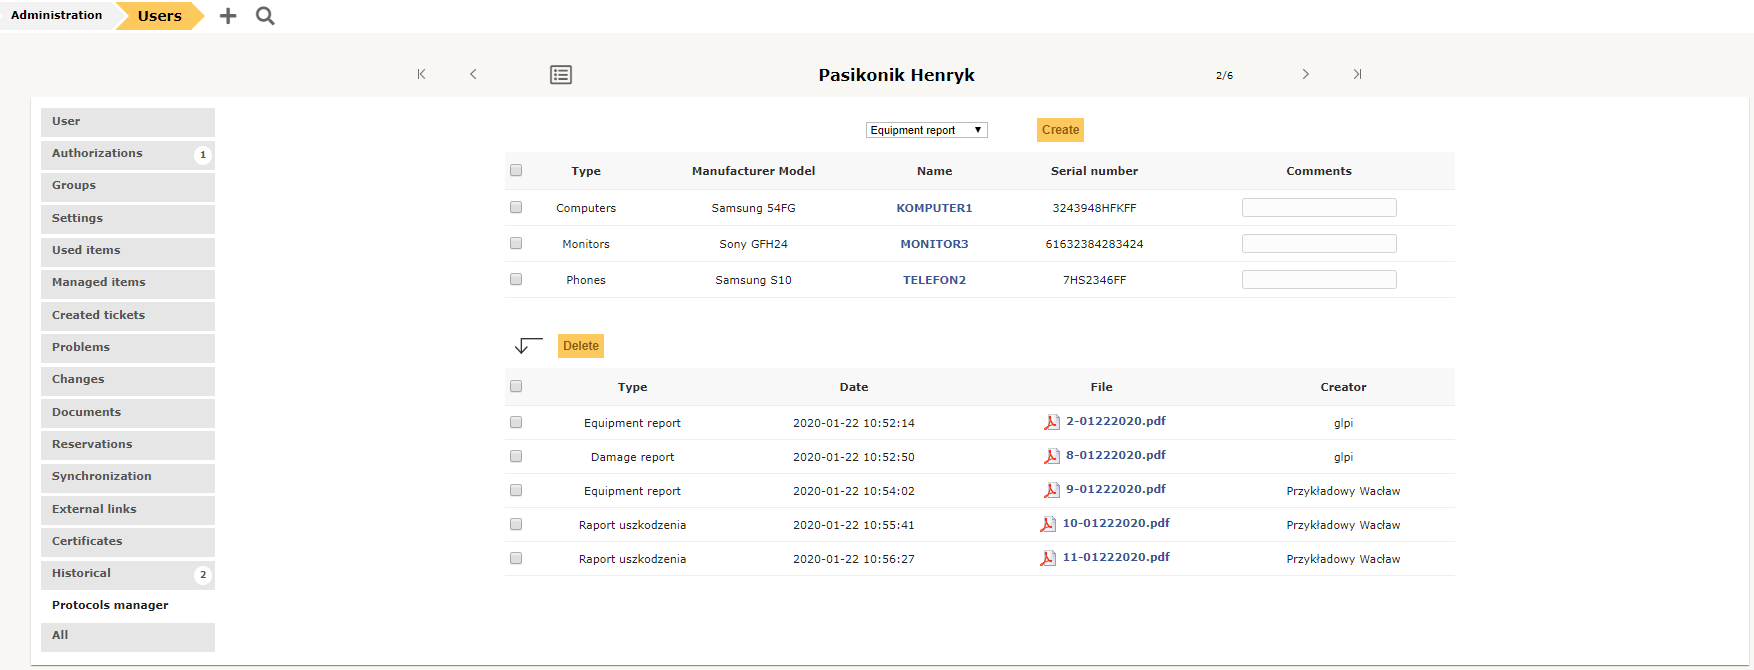 Administration Users
Pasikonik Henryk 2/6
User
Authorizations 1
Groups
Settings
Used items
Managed items
Created tickets
Problems
Changes
Documents
Reservations
Synchronization
External links
Certificates
Historical 2
Protocols manager
All
Equipment report Create
Type Manufacturer Model Name Serial number Comments
Computers Samsung 54FG KOMPUTER1 3243948HFKFF
Monitors Sony GFH24 MONITOR3 61632384283424
Phones Samsung S10 TELEFON2 7HS2346FF
Delete
Type Date File Creator
Equipment report 2020-01-22 10:52:14 2-01222020.pdf glpi
Damage report 2020-01-22 10:52:50 8-01222020.pdf glpi
Equipment report 2020-01-22 10:54:02 9-01222020.pdf Przykładowy Wacław
Raport uszkodzenia 2020-01-22 10:55:41 10-01222020.pdf Przykładowy Wacław
Raport uszkodzenia 2020-01-22 10:56:27 11-01222020.pdf Przykładowy Wacław